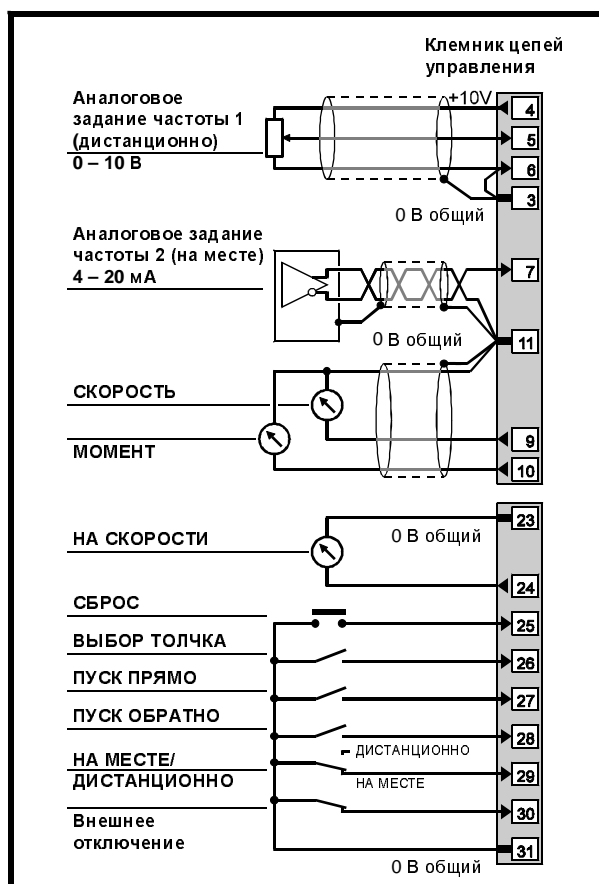 Клемник цепей
управления
Аналоговое
задание частоты 1
(дистанционно)
0 – 10 В
+10V
4
5
6
3
0 В общий
Аналоговое задание
частоты 2 (на месте)
4 – 20 мА
7
0 В общий
11
СКОРОСТЬ
МОМЕНТ
9
10
23
НА СКОРОСТИ
0 В общий
24
СБРОС
25
ВЫБОР ТОЛЧКА
26
ПУСК ПРЯМО
27
ПУСК ОБРАТНО
28
ДИСТАНЦИОННО
НА МЕСТЕ/
ДИСТАНЦИОННО
29
НА МЕСТЕ
30
Внешнее
отключение
31
0 В общий